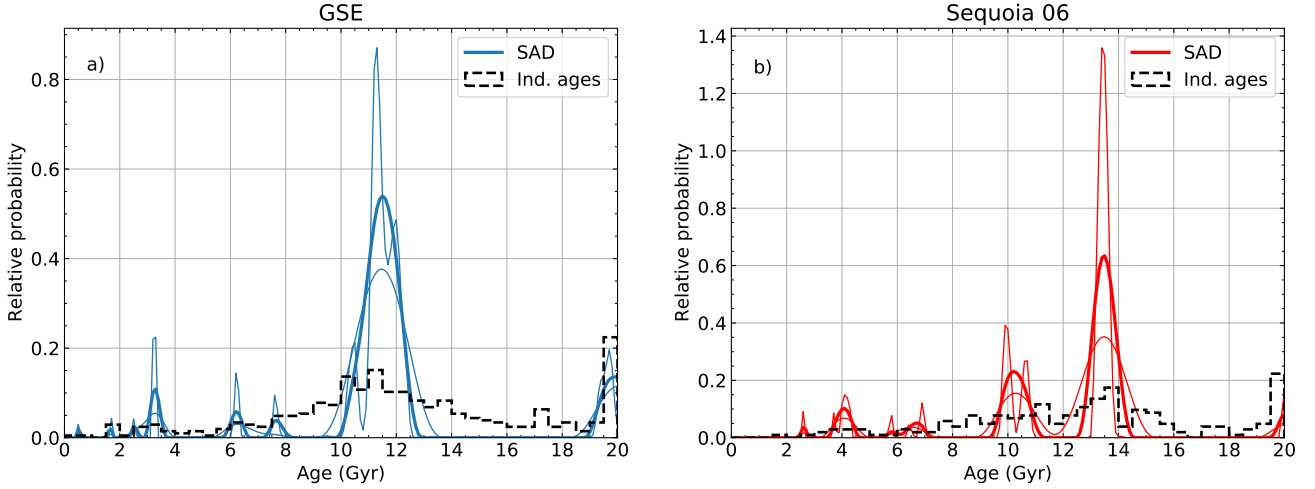 GSE
a)
SAD
Ind. ages
Relative probability
0.8
0.6
0.4
0.2
0.0
0 2 4 6 8 10 12 14 16 18 20
Age (Gyr)
Sequoia 06
b)
SAD
Ind. ages
Relative probability
1.4
1.2
1.0
0.8
0.6
0.4
0.2
0.0
0 2 4 6 8 10 12 14 16 18 20
Age (Gyr)